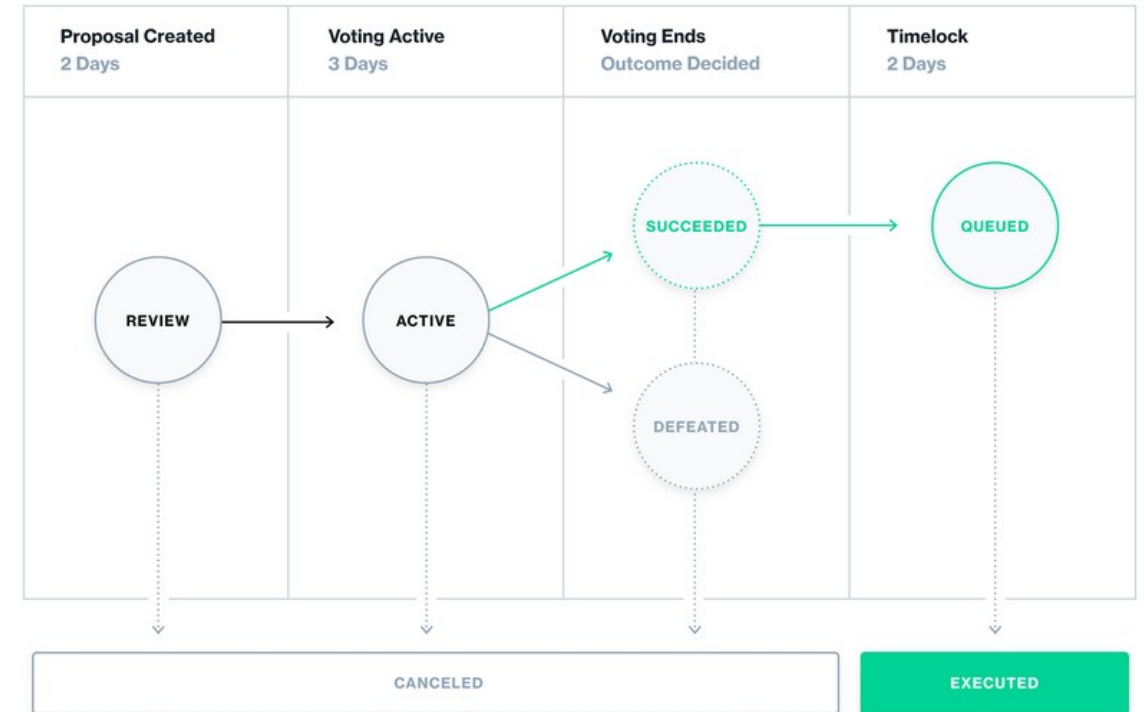 Proposal Created
2 Days
Voting Active
3 Days
Voting Ends
Outcome Decided
Timelock
2 Days
SUCCEEDED
QUEUED
REVIEW
ACTIVE
DEFEATED
CANCELED
EXECUTED